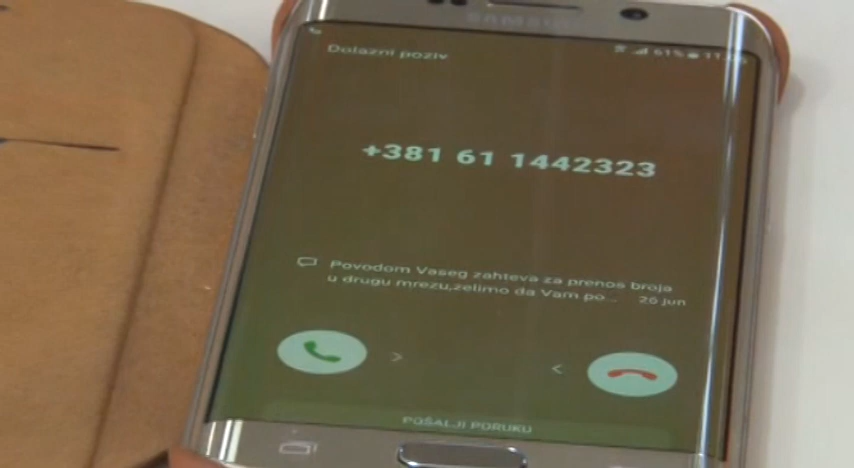 SAMSUNG
Dolazni poziv
61%
+381 61 1442323
Povodom Vaseg zahteva za prenos broja
u drugu mrezu,zelimo da Vam po... 26 jun
POŠALJI PORUKU